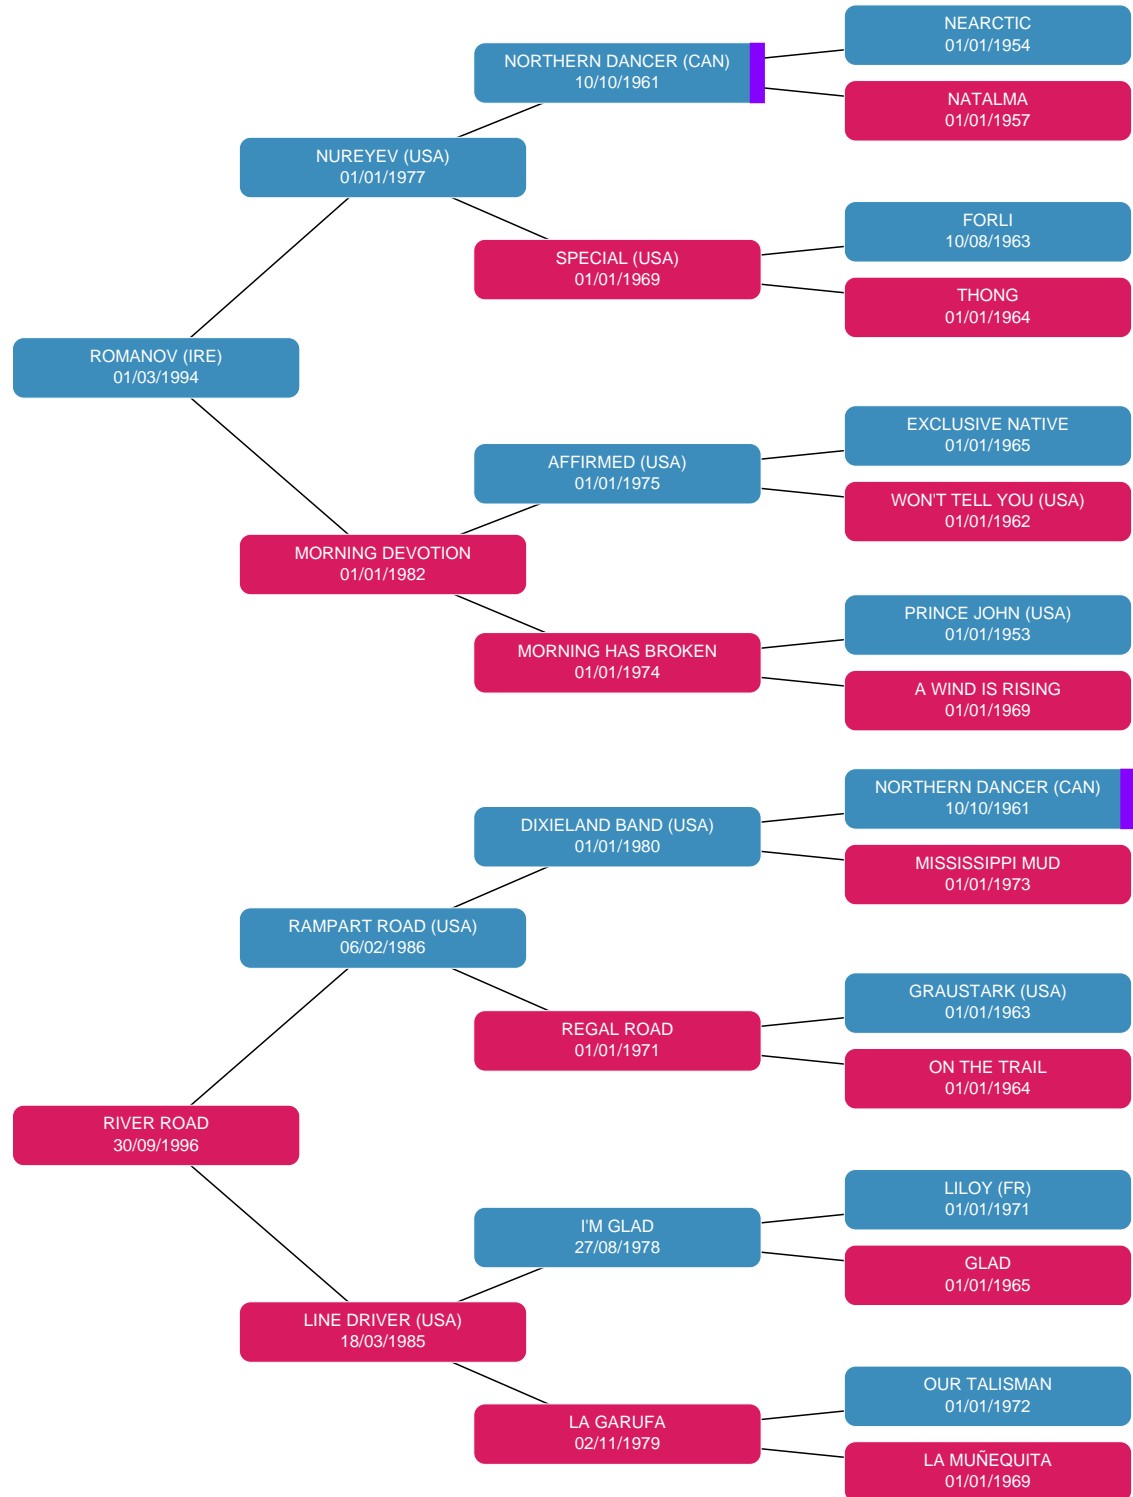 NEARCTIC
01/01/1954
NORTHERN DANCER (CAN)
10/10/1961
NATALMA
01/01/1957
NUREYEV (USA)
01/01/1977
FORLI
10/08/1963
SPECIAL (USA)
01/01/1969
THONG
01/01/1964
ROMANOV (IRE)
01/03/1994
EXCLUSIVE NATIVE
01/01/1965
AFFIRMED (USA)
01/01/1975
WON'T TELL YOU (USA)
01/01/1962
MORNING DEVOTION
01/01/1982
PRINCE JOHN (USA)
01/01/1953
MORNING HAS BROKEN
01/01/1974
A WIND IS RISING
01/01/1969
NORTHERN DANCER (CAN)
10/10/1961
DIXIELAND BAND (USA)
01/01/1980
MISSISSIPPI MUD
01/01/1973
RAMPART ROAD (USA)
06/02/1986
GRAUSTARK (USA)
01/01/1963
REGAL ROAD
01/01/1971
ON THE TRAIL
01/01/1964
RIVER ROAD
30/09/1996
LILOY (FR)
01/01/1971
I'M GLAD
27/08/1978
GLAD
01/01/1965
LINE DRIVER (USA)
18/03/1985
OUR TALISMAN
01/01/1972
LA GARUFA
02/11/1979
LA MUÑEQUITA
01/01/1969